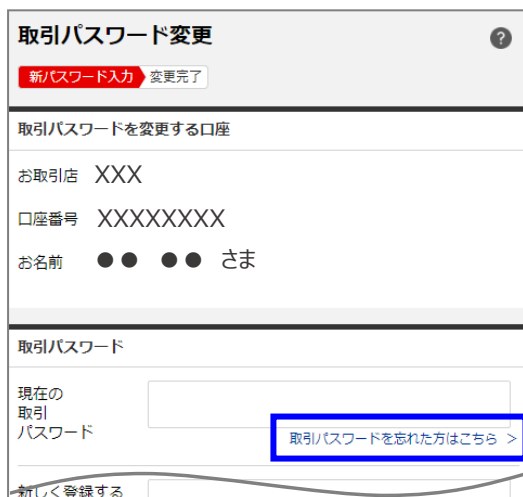 取引パスワード変更
?
新パスワード入力 変更完了
取引パスワードを変更する口座
お取引店 XXX
口座番号 XXXXXXXX
お名前 ●● ●● さま
取引パスワード
現在の
取引
パスワード
取引パスワードを忘れた方はこちら >
新しく登録する